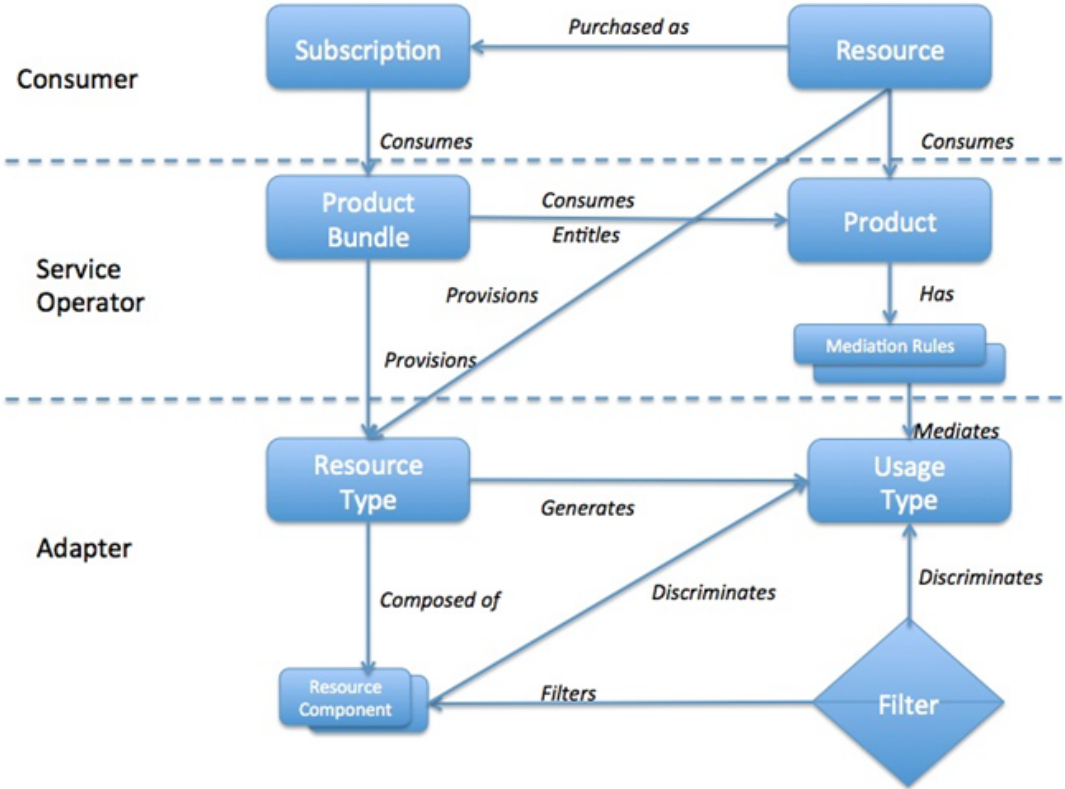 Purchased as
Subscription
Resource
Consumer
Consumes
Consumes
Product
Bundle
Consumes
Entitles
Product
Service
Operator
Provisions
Has
Mediation Rules
Provisions
Mediates
Resource
Type
Usage
Type
Generates
Adapter
Discriminates
Discriminates
Composed of
Resource
Component
Filters
Filter